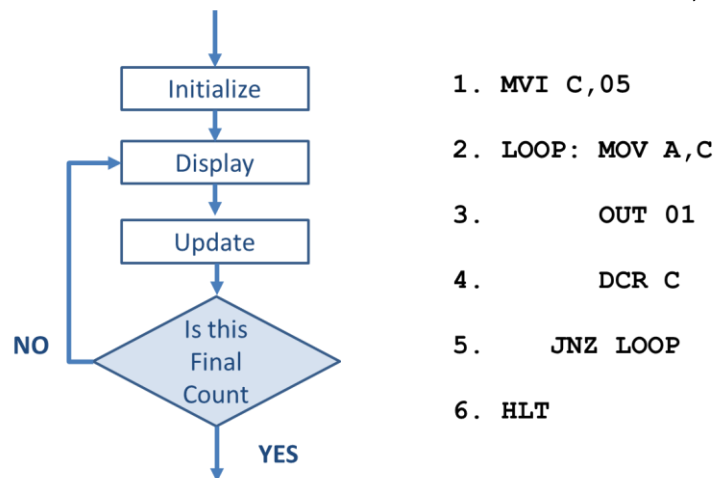 Initialize
Display
Update
Is this
Final
Count
NO
YES
1. MVI C,05
2. LOOP: MOV A,C
3. OUT 01
4. DCR C
5. JNZ LOOP
6. HLT